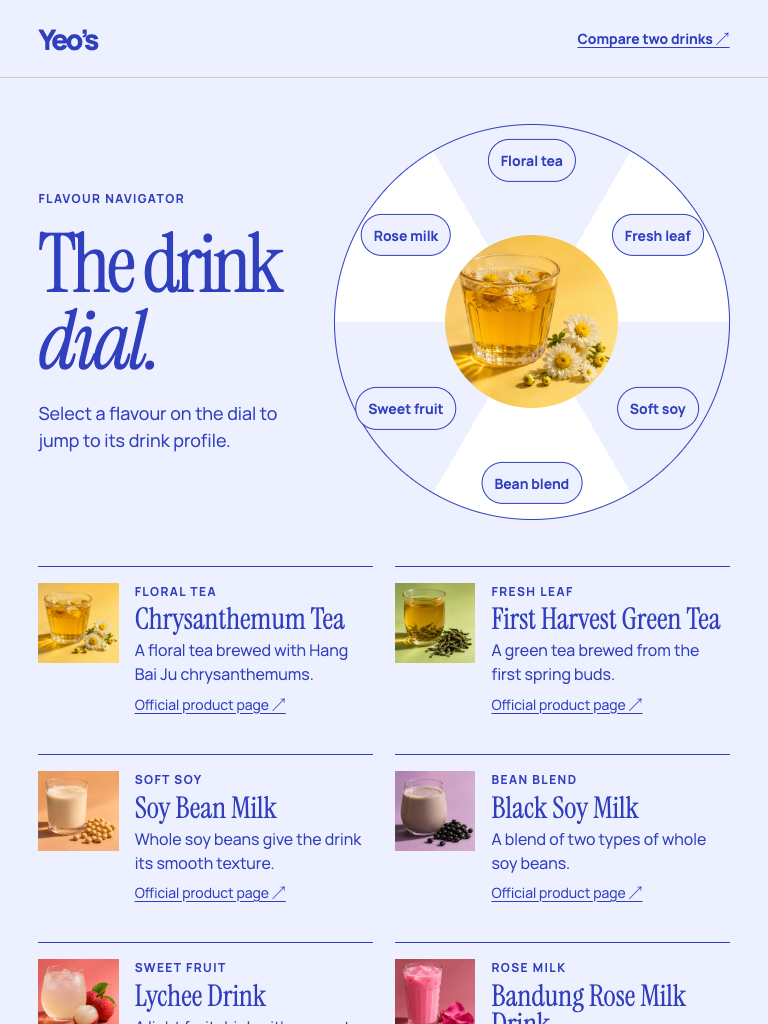 Yeo's
Compare two drinks ↗
FLAVOUR NAVIGATOR
The drink
dial.
Select a flavour on the dial to
jump to its drink profile.
Floral tea
Rose milk
Fresh leaf
Sweet fruit
Soft soy
Bean blend
FLORAL TEA
Chrysanthemum Tea
A floral tea brewed with Hang
Bai Ju chrysanthemums.
Official product page ↗
FRESH LEAF
First Harvest Green Tea
A green tea brewed from the
first spring buds.
Official product page ↗
SOFT SOY
Soy Bean Milk
Whole soy beans give the drink
its smooth texture.
Official product page ↗
BEAN BLEND
Black Soy Milk
A blend of two types of whole
soy beans.
Official product page ↗
SWEET FRUIT
Lychee Drink
ROSE MILK
Bandung Rose Milk
Drink